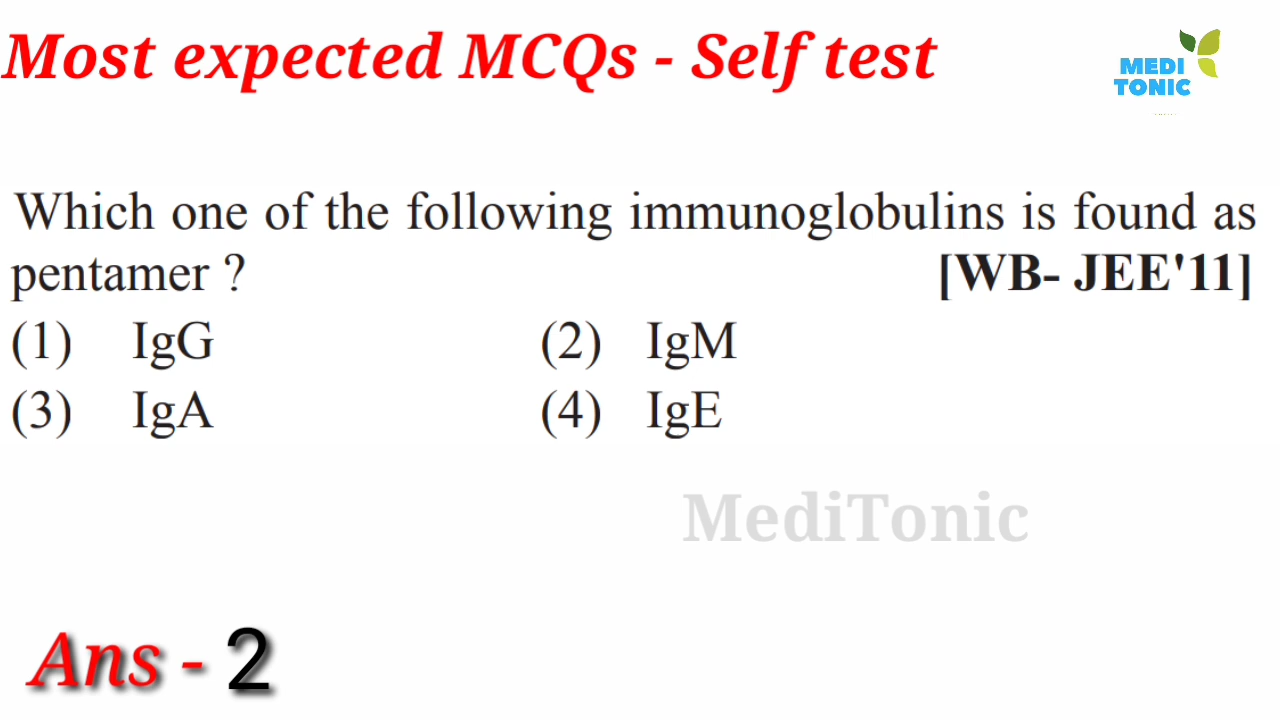 Most expected MCQs - Self test
MEDI
TONIC
Which one of the following immunoglobulins is found as
pentamer ? [WB- JEE'11]
(1) IgG (2) IgM
(3) IgA (4) IgE
MediTonic
Ans - 2